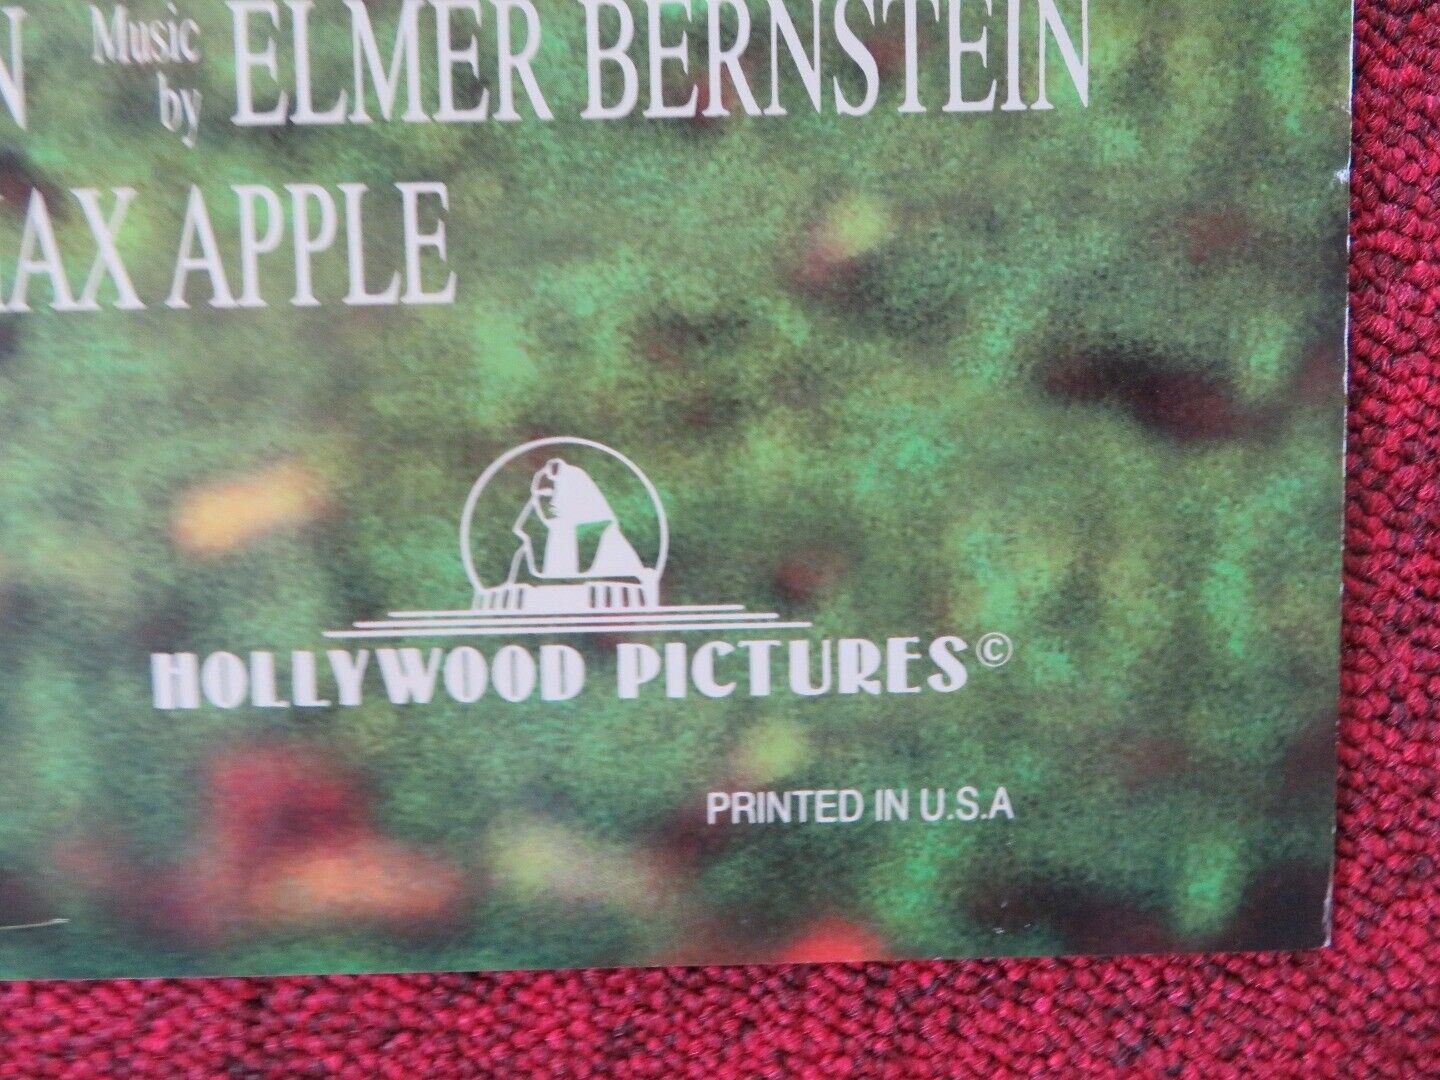 N Music by ELMER BERNSTEIN
AX APPLE
HOLLYWOOD PICTURES©
PRINTED IN U.S.A